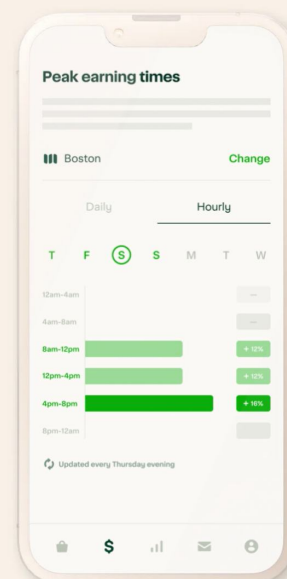 Peak earning times
Boston Change
Daily Hourly
T F S S M T W
12am-4am —
4am-8am —
8am-12pm + 12%
12pm-4pm + 12%
4pm-8pm + 16%
8pm-12am
Updated every Thursday evening
$